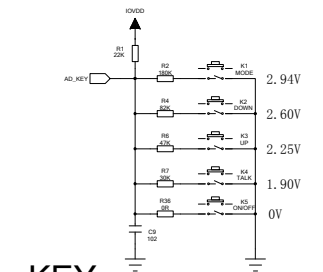 IOVDD
R1
22K
AD_KEY
R2
180K
K1
MODE
2.94V
R4
82K
K2
DOWN
2.60V
R6
47K
K3
UP
2.25V
R7
30K
K4
TALK
1.90V
R36
0R
K5
ON/OFF
0V
C9
102
KEY